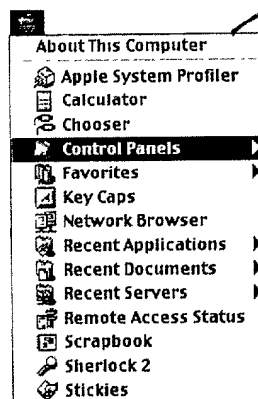 About This Computer
Apple System Profiler
Calculator
Chooser
Control Panels
Favorites
Key Caps
Network Browser
Recent Applications
Recent Documents
Recent Servers
Remote Access Status
Scrapbook
Sherlock 2
Stickies